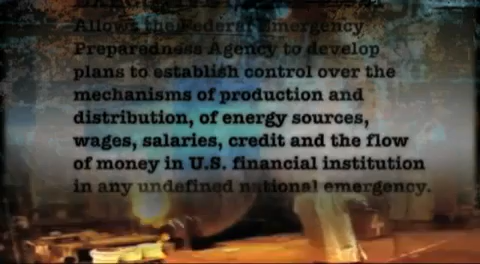 Allows the Federal Emergency
Preparedness Agency to develop
plans to establish control over the
mechanisms of production and
distribution, of energy sources,
wages, salaries, credit and the flow
of money in U.S. financial institution
in any undefined national emergency.